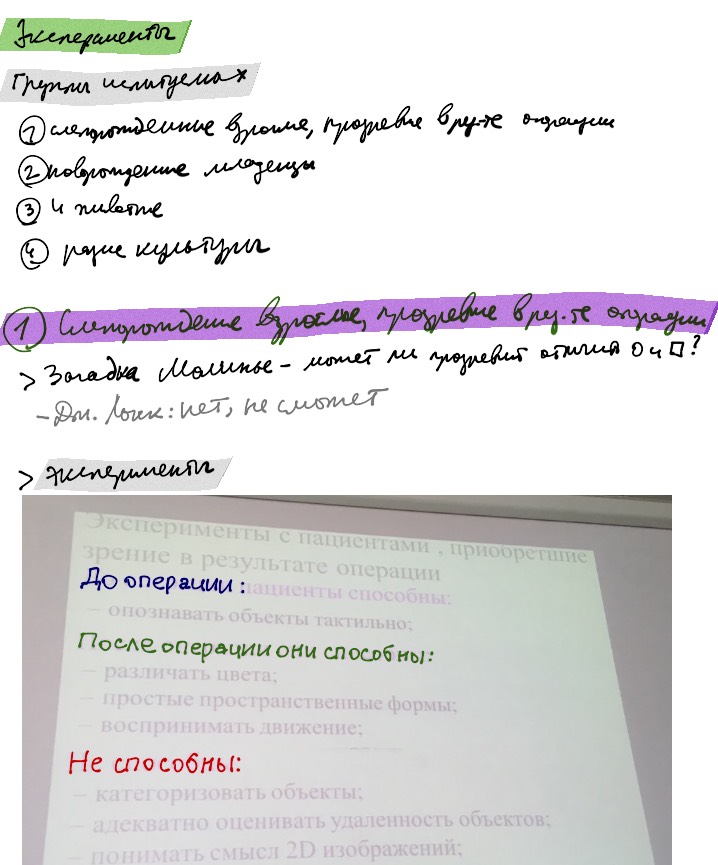 Эксперименты
Группы испытуемых
① слепорожденные взрослые, прозревшие в рез-те операции
② новорожденные младенцы
③ и животные
④ разные культуры
① Слепорожденные взрослые, прозревшие в рез-те операции
> Загадка Молинье – может ли прозревший отличить О и □?
– Дж. Локк: нет, не сможет
> Эксперименты
Эксперименты с пациентами , приобретшие
зрение в результате операции
До операции: пациенты способны:
– опознавать объекты тактильно;
После операции они способны:
– различать цвета;
– простые пространственные формы;
– воспринимать движение;
Не способны:
– категоризовать объекты;
– адекватно оценивать удаленность объектов;
– понимать смысл 2D изображений;